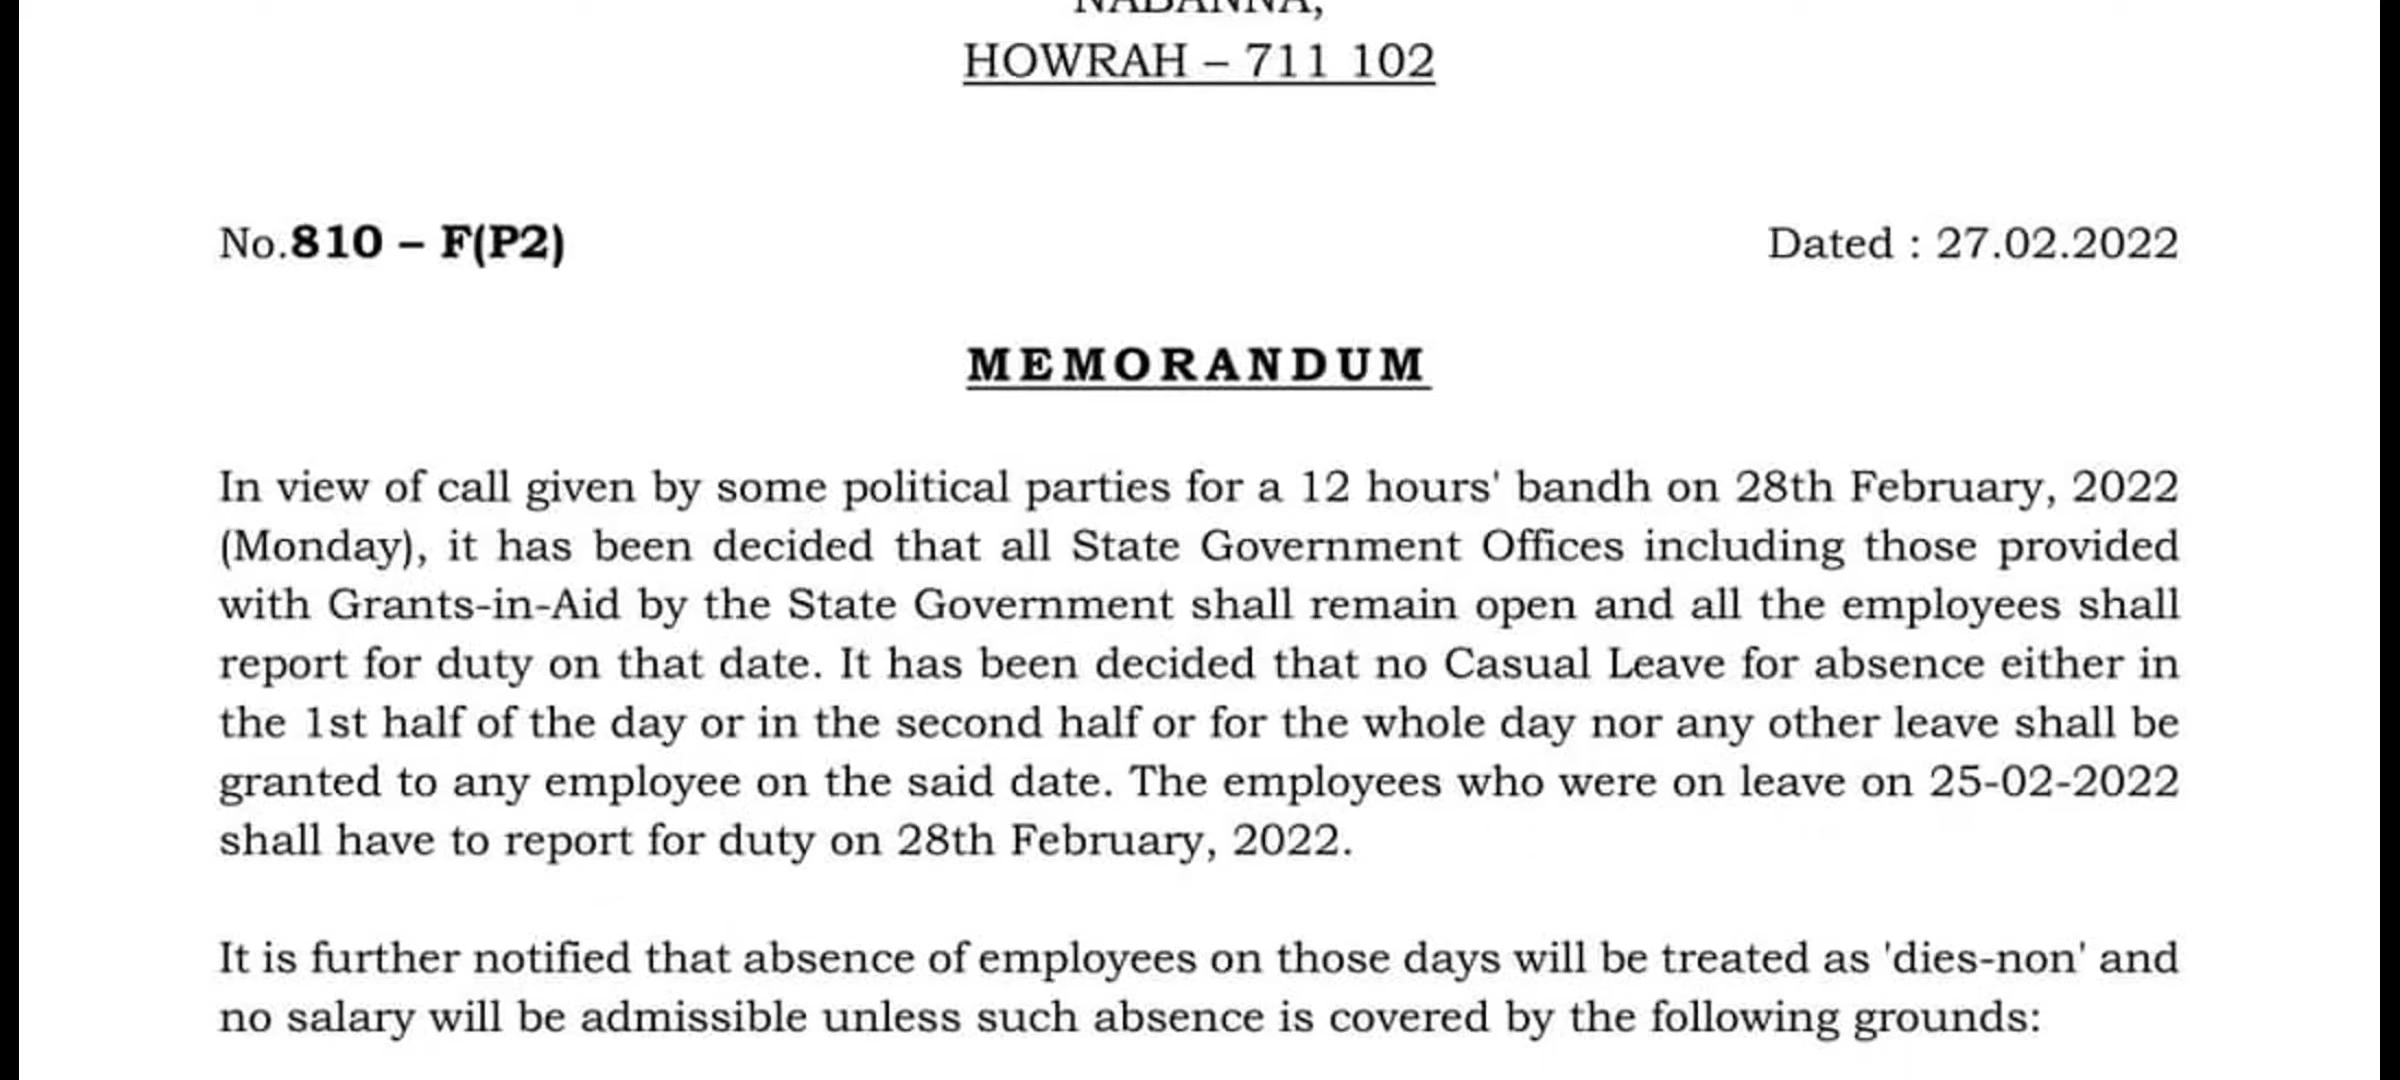 NABANNA,
HOWRAH – 711 102
No.810 – F(P2) Dated : 27.02.2022
MEMORANDUM
In view of call given by some political parties for a 12 hours' bandh on 28th February, 2022
(Monday), it has been decided that all State Government Offices including those provided
with Grants-in-Aid by the State Government shall remain open and all the employees shall
report for duty on that date. It has been decided that no Casual Leave for absence either in
the 1st half of the day or in the second half or for the whole day nor any other leave shall be
granted to any employee on the said date. The employees who were on leave on 25-02-2022
shall have to report for duty on 28th February, 2022.
It is further notified that absence of employees on those days will be treated as 'dies-non' and
no salary will be admissible unless such absence is covered by the following grounds: